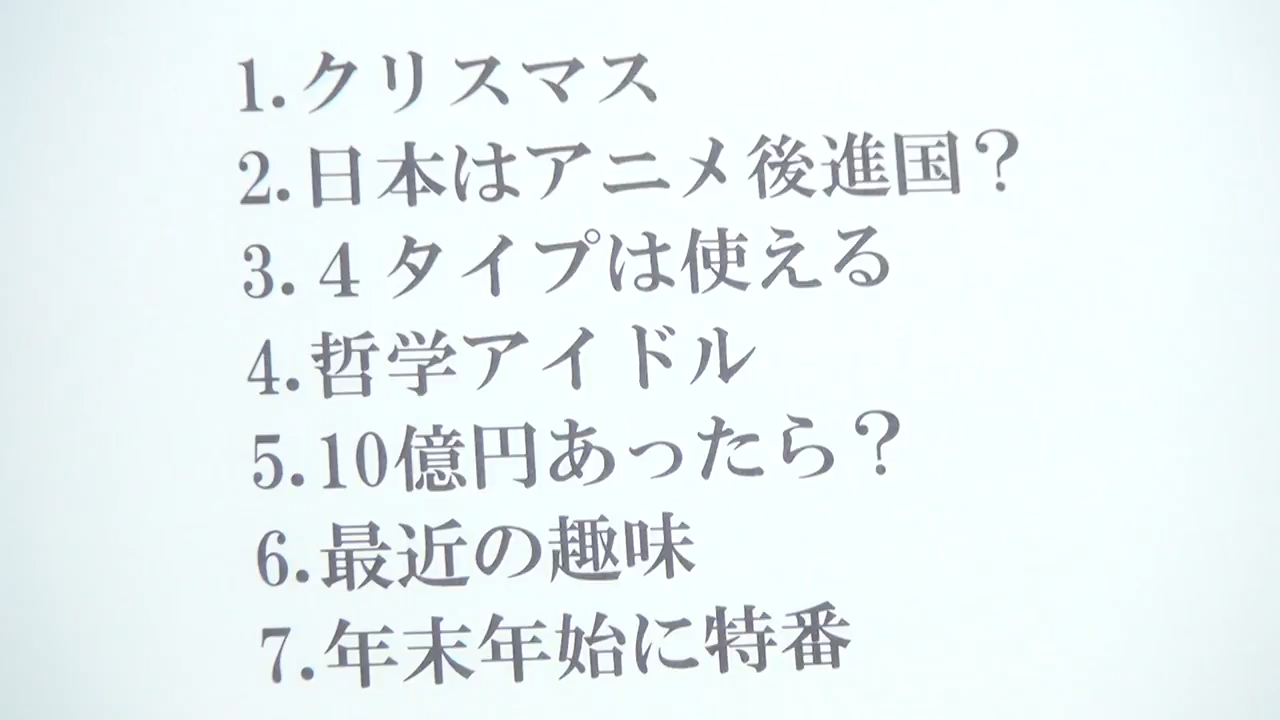 1.クリスマス
2.日本はアニメ後進国？
3.４タイプは使える
4.哲学アイドル
5.10億円あったら？
6.最近の趣味
7.年末年始に特番